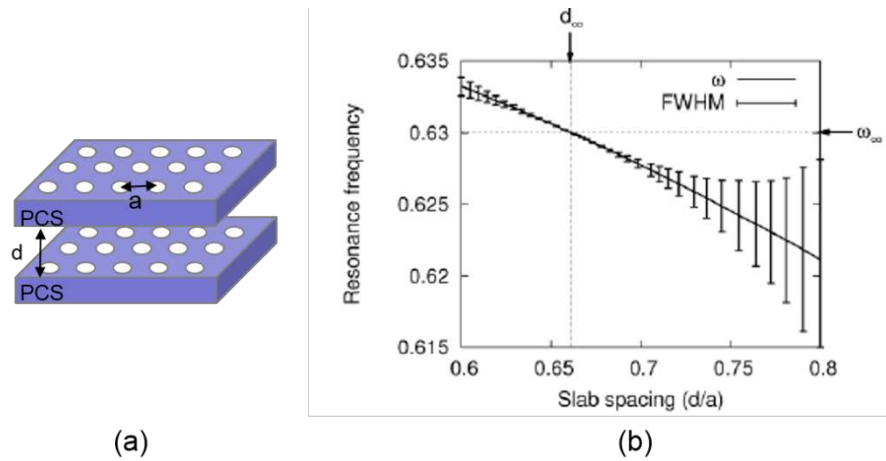 a
PCS
d
PCS
(a)
d∞
0.635
ω
FWHM
0.63
ω∞
0.625
0.62
0.615
Resonance frequency
0.6
0.65
0.7
0.75
0.8
Slab spacing (d/a)
(b)